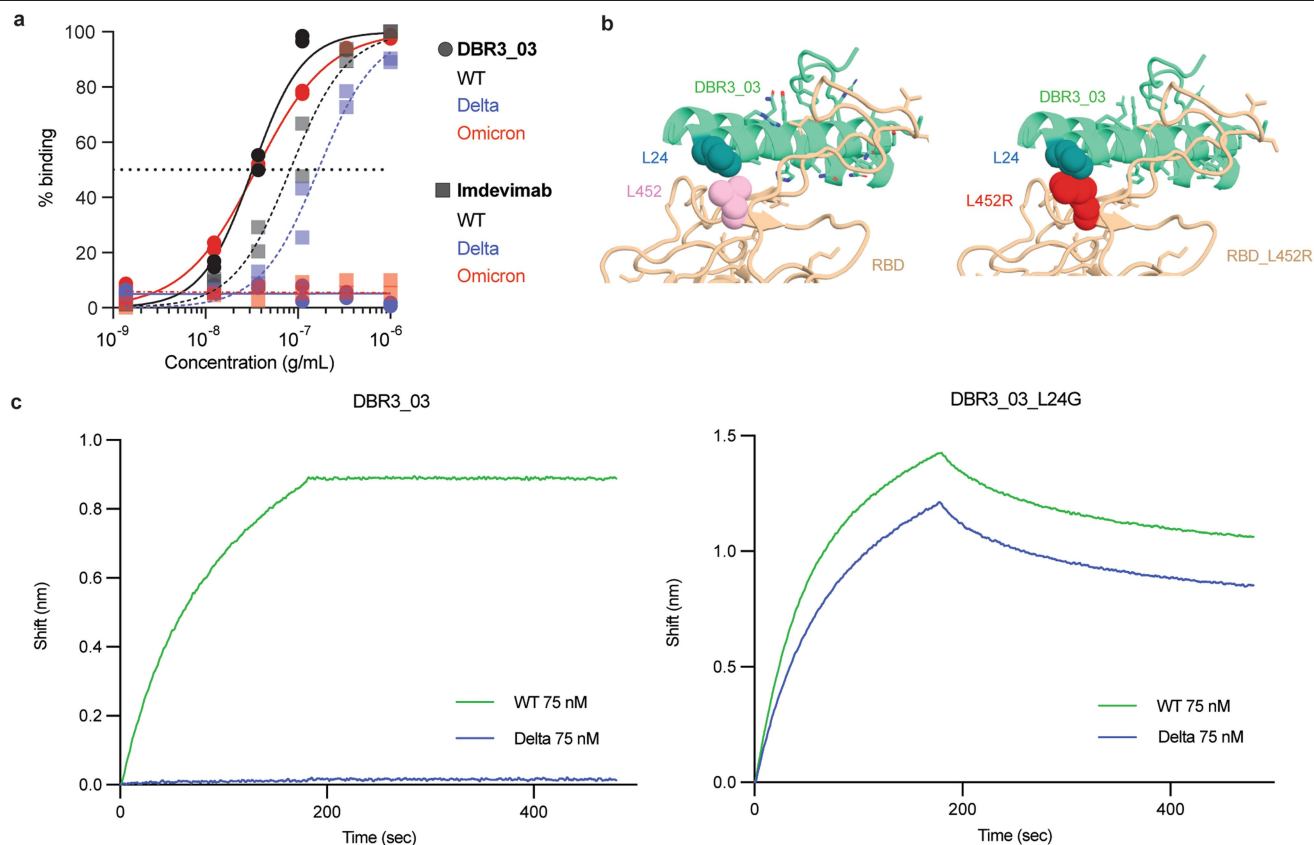 a
100
80
60
40
20
0
% binding
10-9
10-8
10-7
10-6
Concentration (g/mL)
DBR3_03
WT
Delta
Omicron
Imdevimab
WT
Delta
Omicron
b
DBR3_03
L24
L452
RBD
DBR3_03
L24
L452R
RBD_L452R
c
DBR3_03
1.0
0.8
0.6
0.4
0.2
0.0
Shift (nm)
0
200
400
Time (sec)
WT 75 nM
Delta 75 nM
DBR3_03_L24G
1.5
1.0
0.5
0.0
Shift (nm)
0
200
400
Time (sec)
WT 75 nM
Delta 75 nM